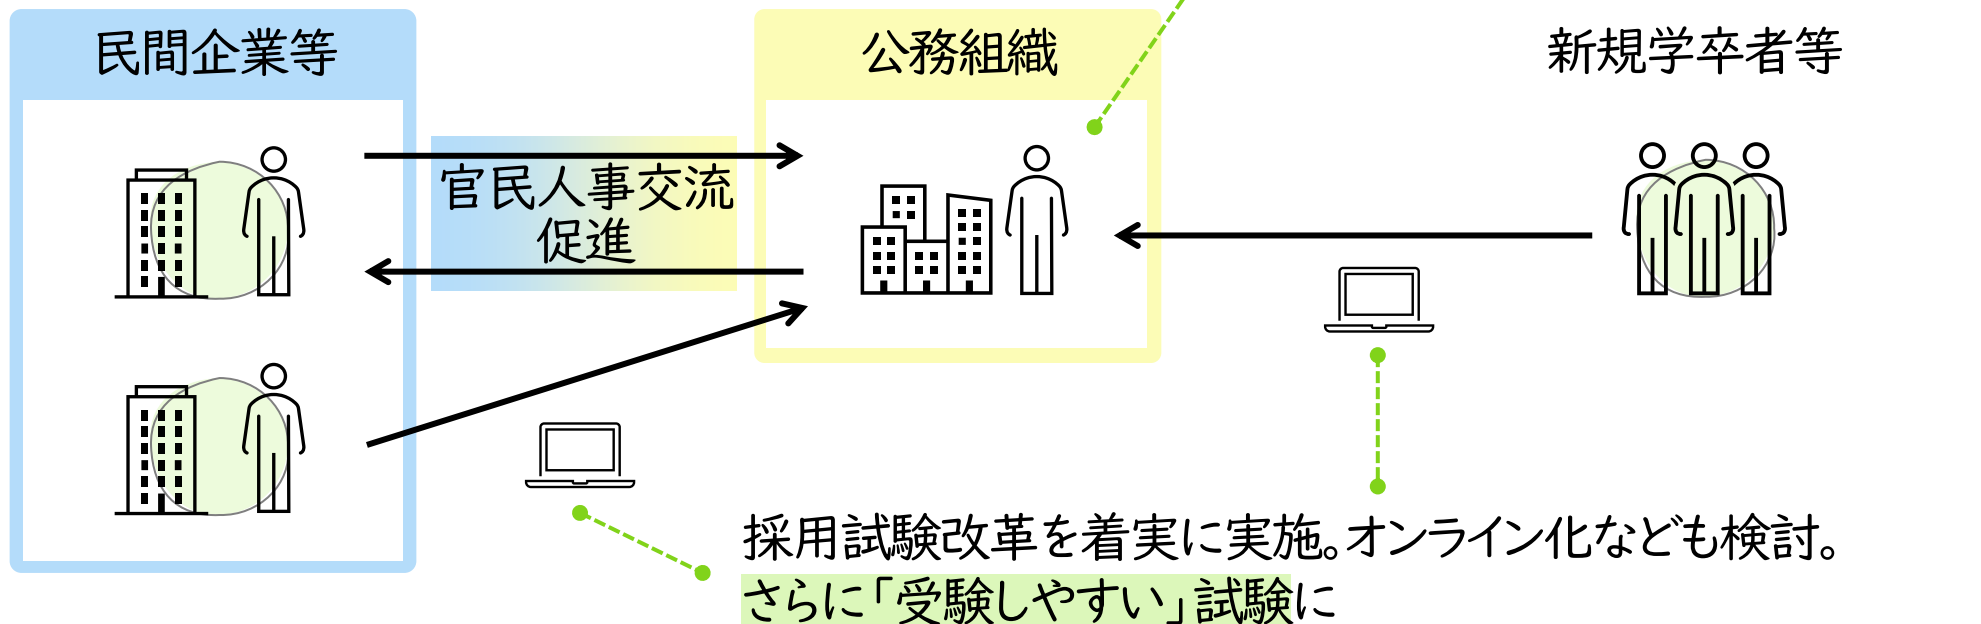 民間企業等
公務組織
新規学卒者等
官民人事交流
促進
採用試験改革を着実に実施。オンライン化なども検討。
さらに「受験しやすい」試験に